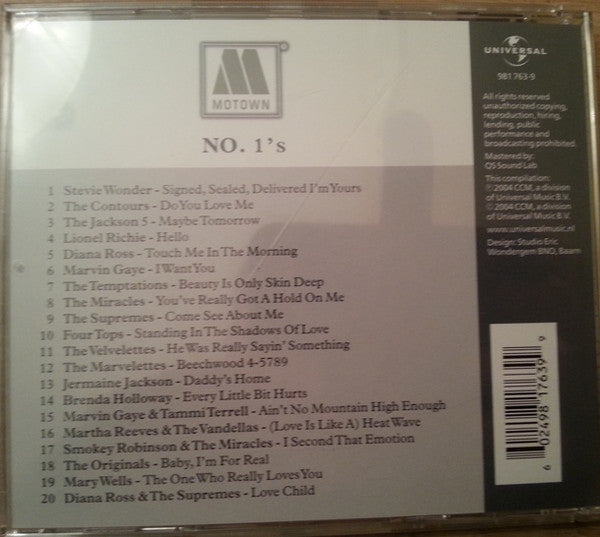 MOTOWN
NO. 1's
1 Stevie Wonder - Signed, Sealed, Delivered I'm Yours
2 The Contours - Do You Love Me
3 The Jackson 5 - Maybe Tomorrow
4 Lionel Richie - Hello
5 Diana Ross - Touch Me In The Morning
6 Marvin Gaye - I Want You
7 The Temptations - Beauty Is Only Skin Deep
8 The Miracles - You've Really Got A Hold On Me
9 The Supremes - Come See About Me
10 Four Tops - Standing In The Shadows Of Love
11 The Velvelettes - He Was Really Sayin' Something
12 The Marvelettes - Beechwood 4-5789
13 Jermaine Jackson - Daddy's Home
14 Brenda Holloway - Every Little Bit Hurts
15 Marvin Gaye & Tammi Terrell - Ain't No Mountain High Enough
16 Martha Reeves & The Vandellas - (Love Is Like A) Heat Wave
17 Smokey Robinson & The Miracles - I Second That Emotion
18 The Originals - Baby, I'm For Real
19 Mary Wells - The One Who Really Loves You
20 Diana Ross & The Supremes - Love Child
UNIVERSAL
981 763-9
All rights reserved
unauthorized copying,
reproduction, hiring,
lending, public
performance and
broadcasting prohibited.
Mastered by:
QS Sound Lab
This compilation:
℗ 2004 CCM, a division
of Universal Music B.V.
© 2004 CCM, a division
of Universal Music B.V.
www.universalmusic.nl
Design: Studio Eric
Wondergem BNO, Baarn
6 02498 17639 9